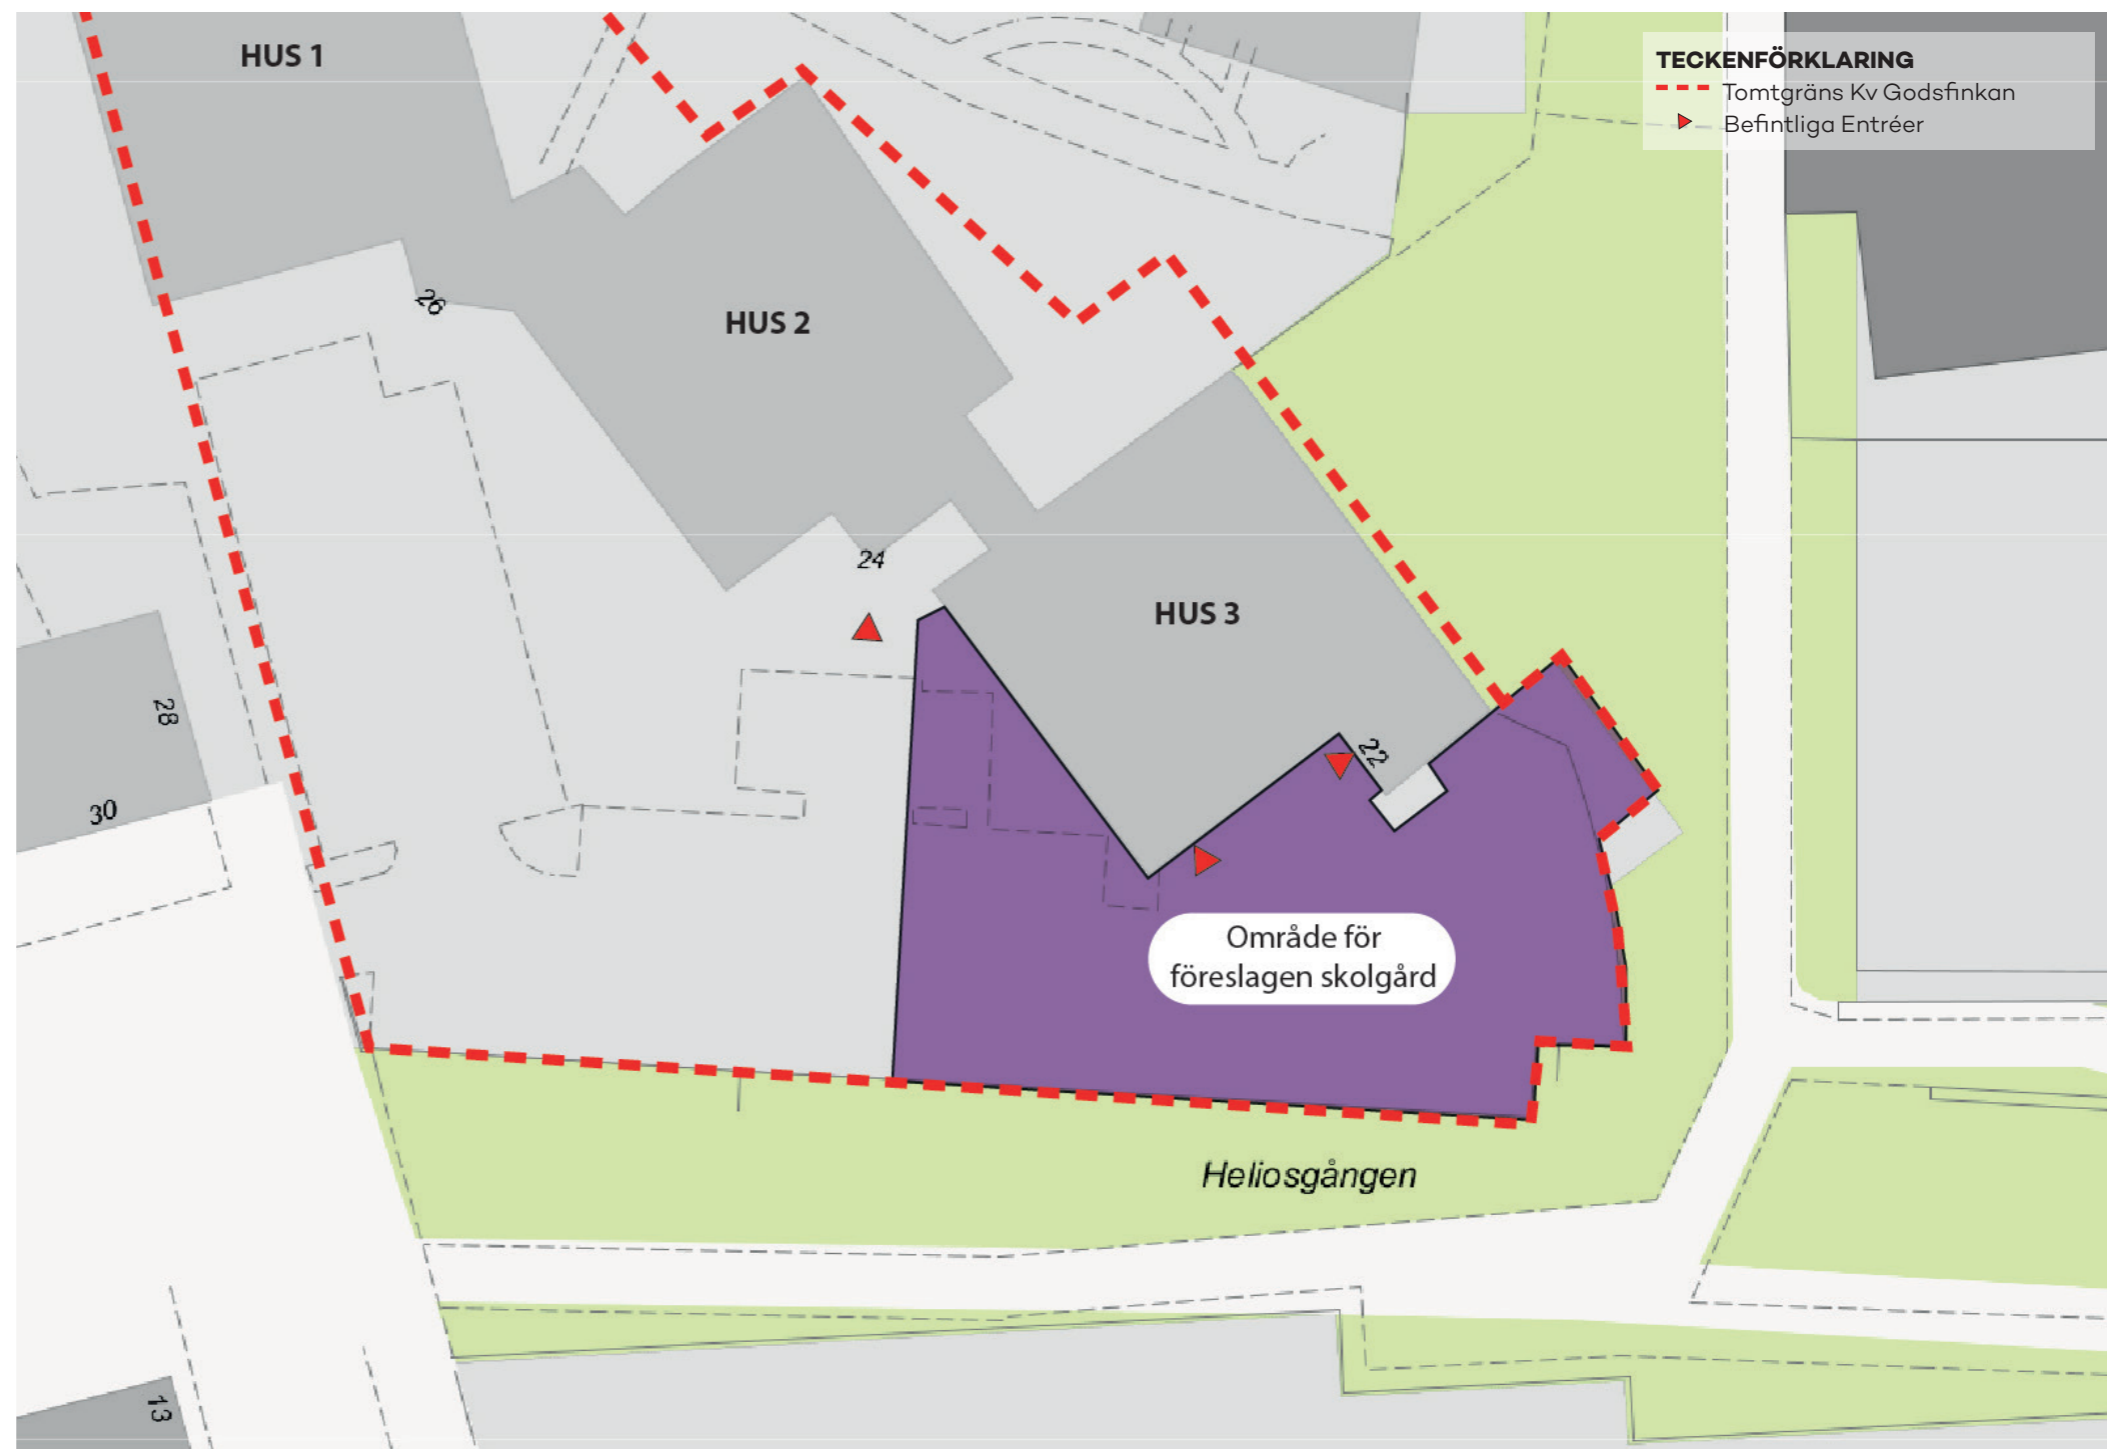 HUS 1
TECKENFÖRKLARING
Tomtgräns Kv Godsfinkan
Befintliga Entréer
26
HUS 2
24
HUS 3
28
22
30
Område för
föreslagen skolgård
Heliosgången
13